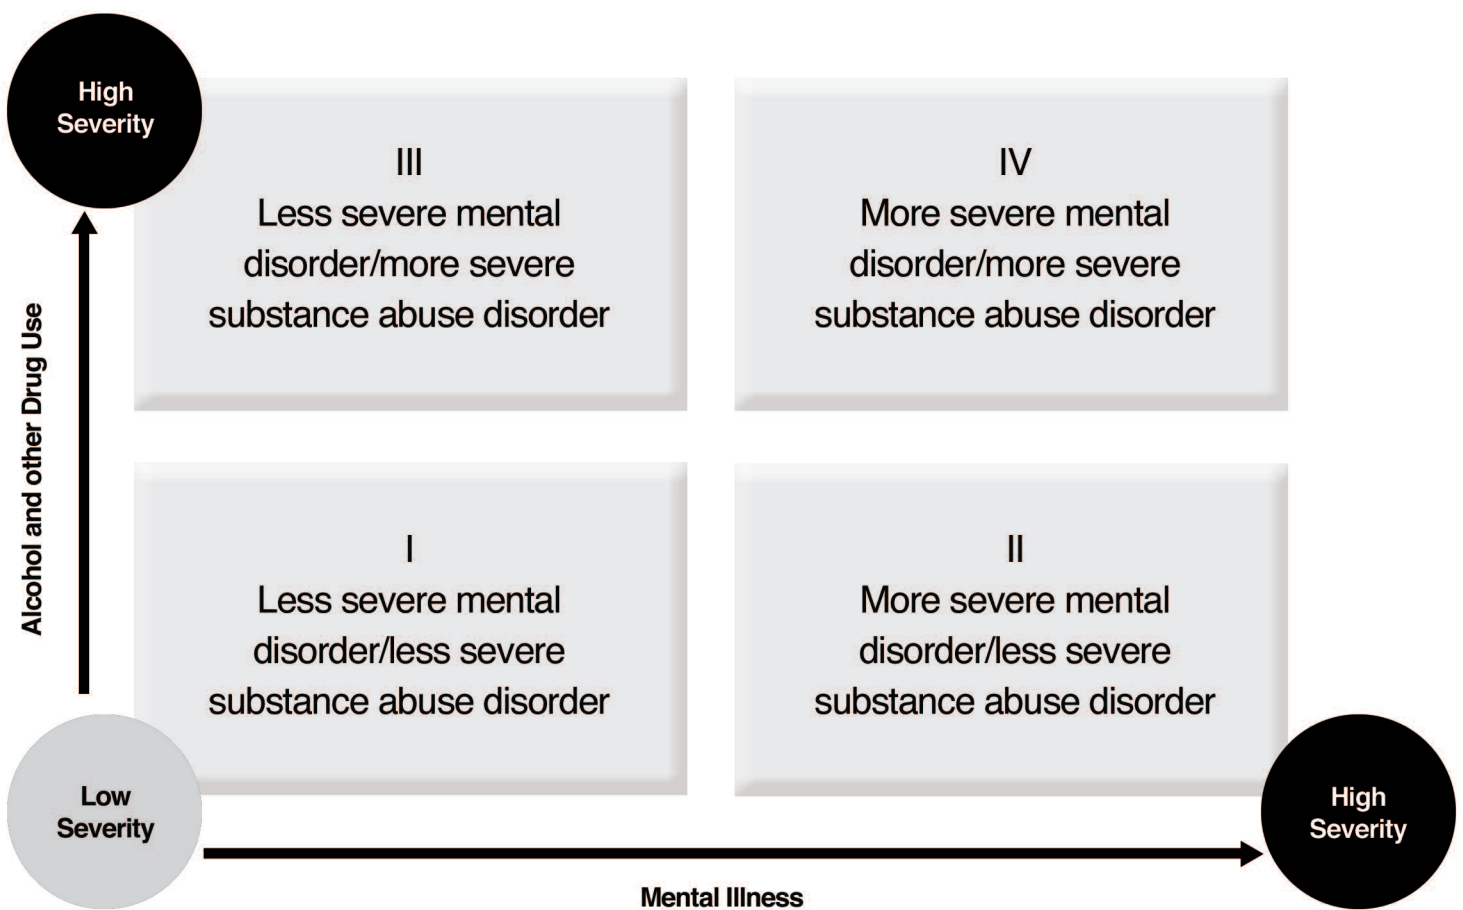 High
Severity
III
Less severe mental
disorder/more severe
substance abuse disorder
IV
More severe mental
disorder/more severe
substance abuse disorder
Alcohol and other Drug Use
I
Less severe mental
disorder/less severe
substance abuse disorder
II
More severe mental
disorder/less severe
substance abuse disorder
Low
Severity
High
Severity
Mental Illness